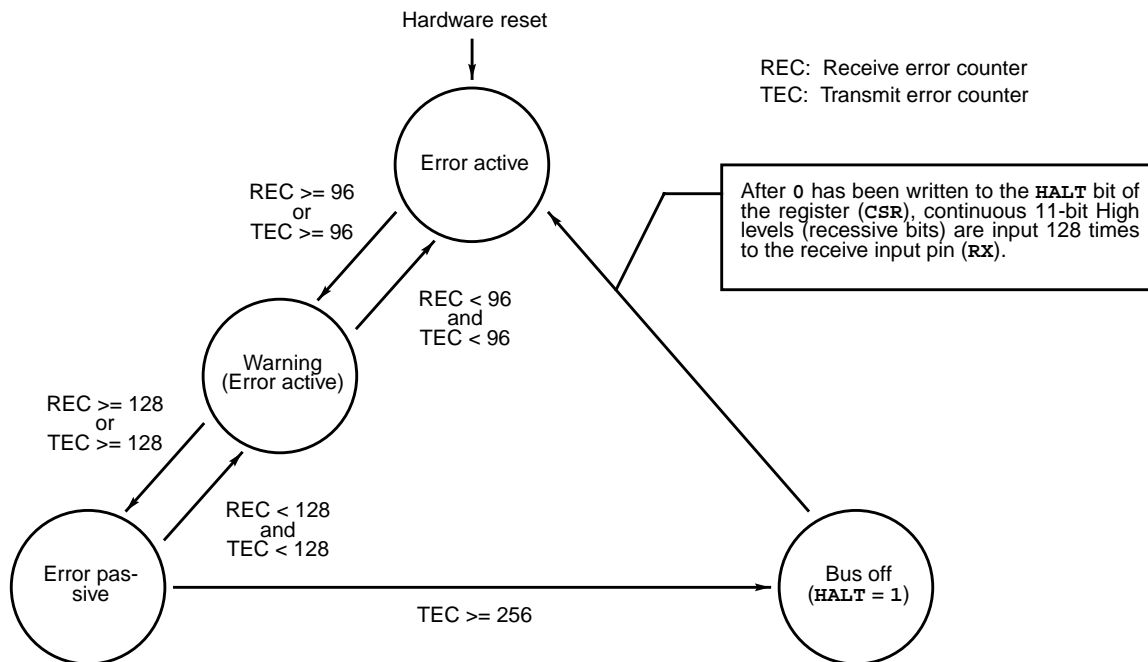 Hardware reset
REC: Receive error counter
TEC: Transmit error counter
Error active
REC >= 96
or
TEC >= 96
After 0 has been written to the HALT bit of
the register (CSR), continuous 11-bit High
levels (recessive bits) are input 128 times
to the receive input pin (RX).
REC < 96
and
TEC < 96
Warning
(Error active)
REC >= 128
or
TEC >= 128
REC < 128
and
TEC < 128
Error pas-
sive
TEC >= 256
Bus off
(HALT = 1)